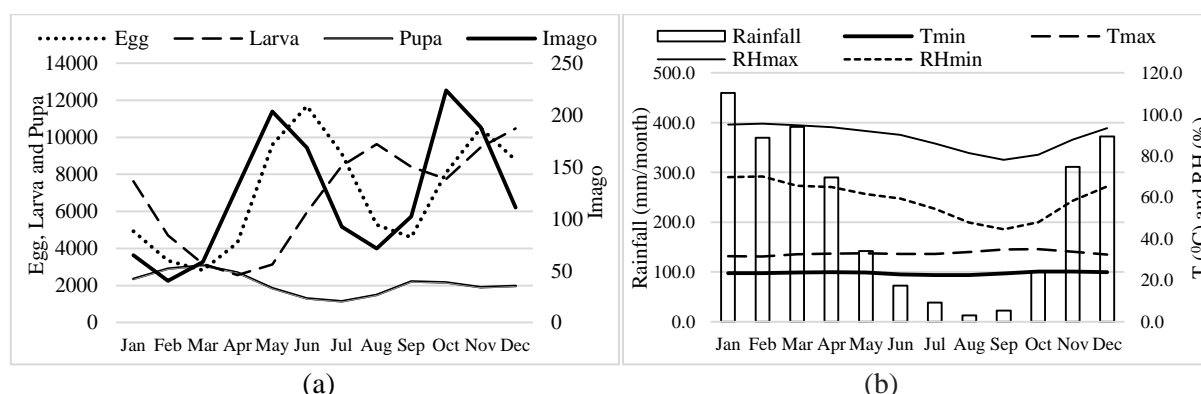 Egg Larva Pupa Imago
14000 250
12000
200
10000
8000 150
6000 100
4000
50
2000
0 0
Egg, Larva and Pupa
Imago
Jan Feb Mar Apr May Jun Jul Aug Sep Oct Nov Dec
(a)
Rainfall Tmin Tmax
RHmax RHmin
500.0 120.0
400.0 100.0
80.0
300.0
60.0
200.0
40.0
100.0 20.0
0.0 0.0
Rainfall (mm/month)
T (⁰C) and RH (%)
Jan Feb Mar Apr May Jun Jul Aug Sep Oct Nov Dec
(b)